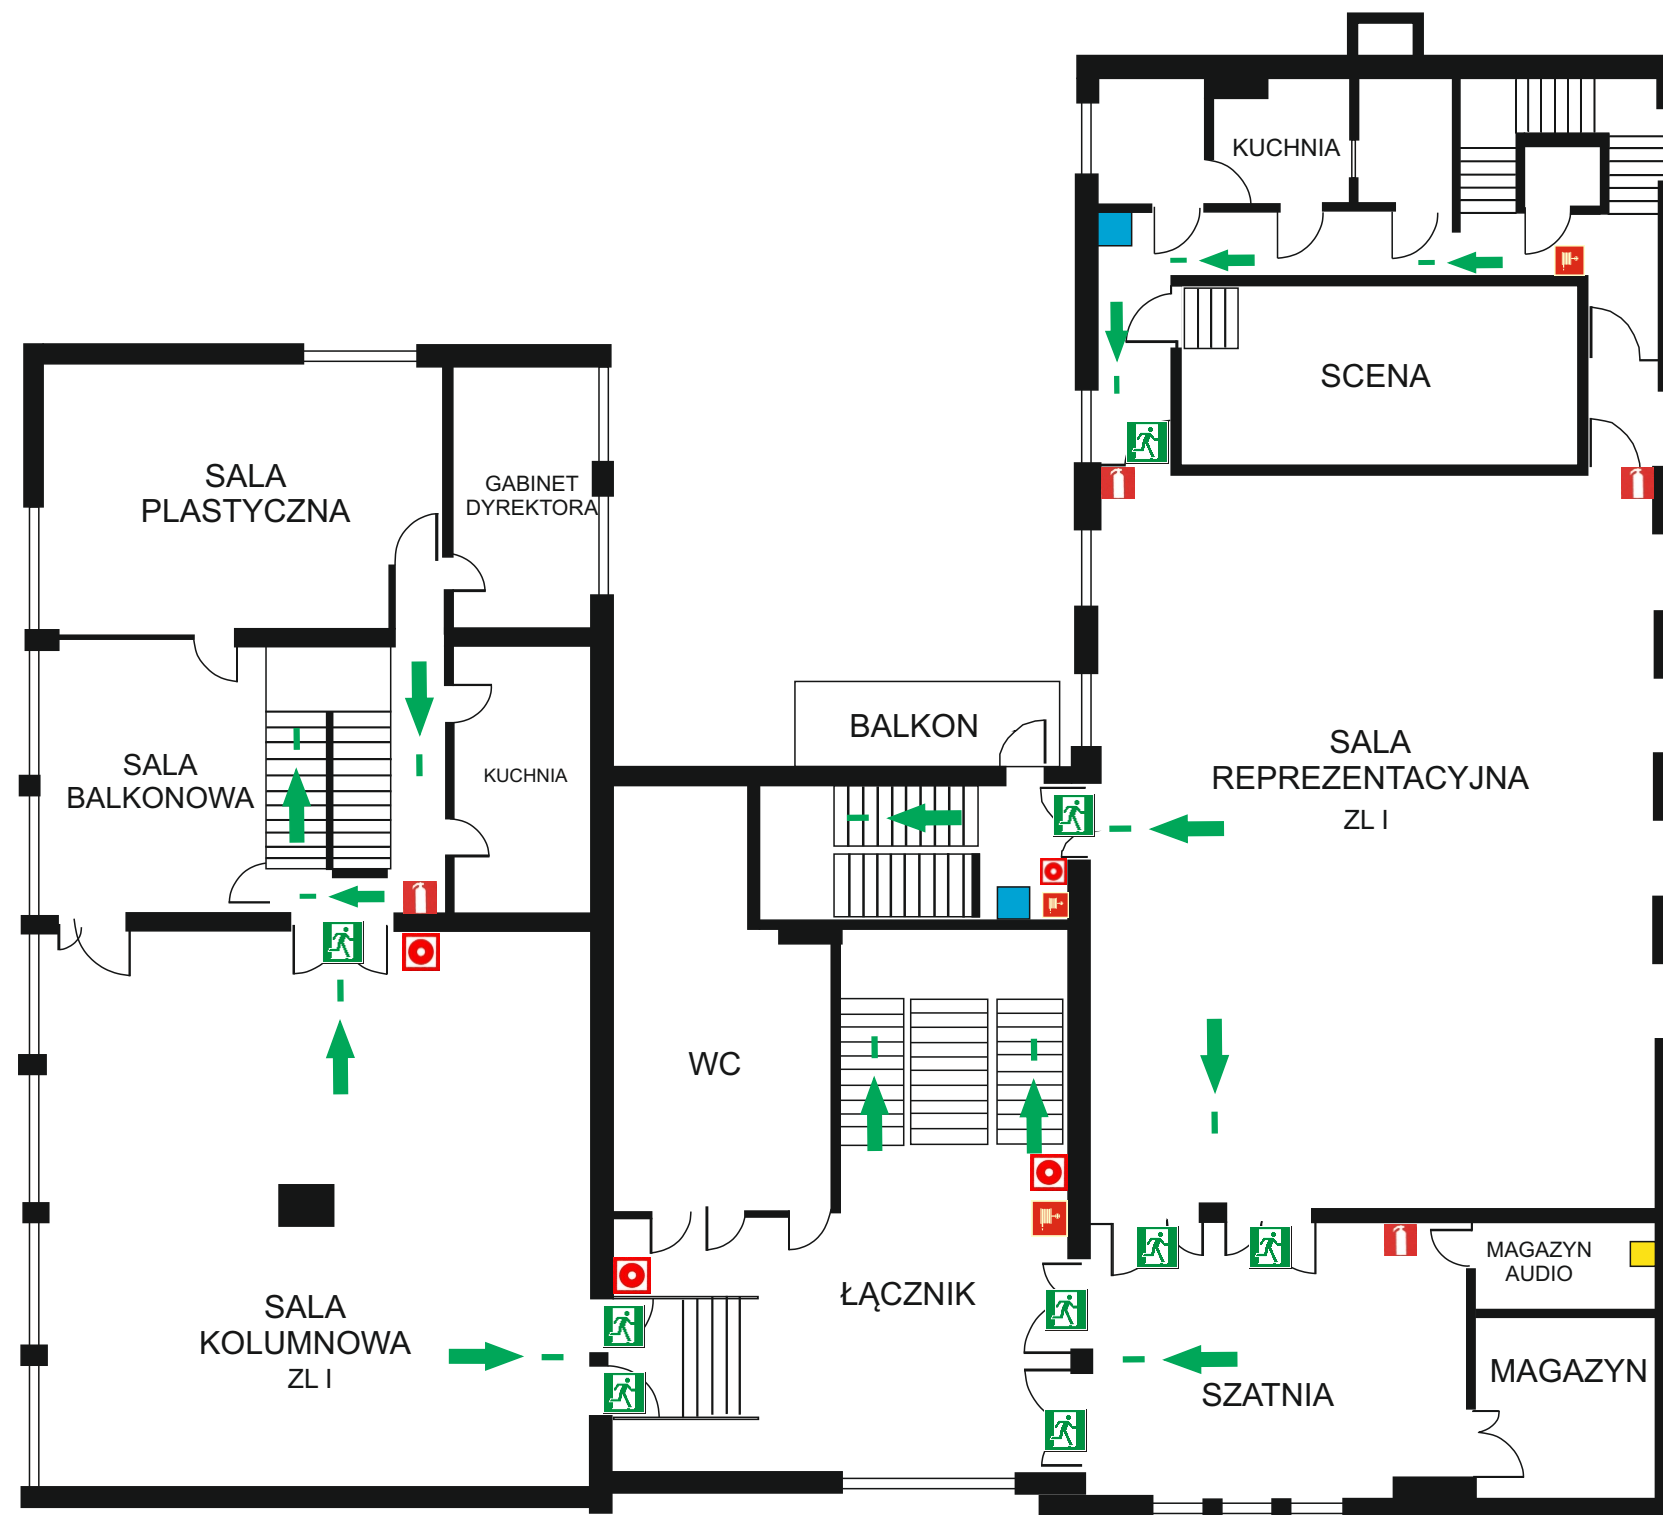 KUCHNIA
SCENA
SALA
PLASTYCZNA
GABINET
DYREKTORA
SALA
BALKONOWA
KUCHNIA
BALKON
SALA
REPREZENTACYJNA
ZL I
WC
SALA
KOLUMNOWA
ZL I
ŁĄCZNIK
MAGAZYN
AUDIO
MAGAZYN
SZATNIA